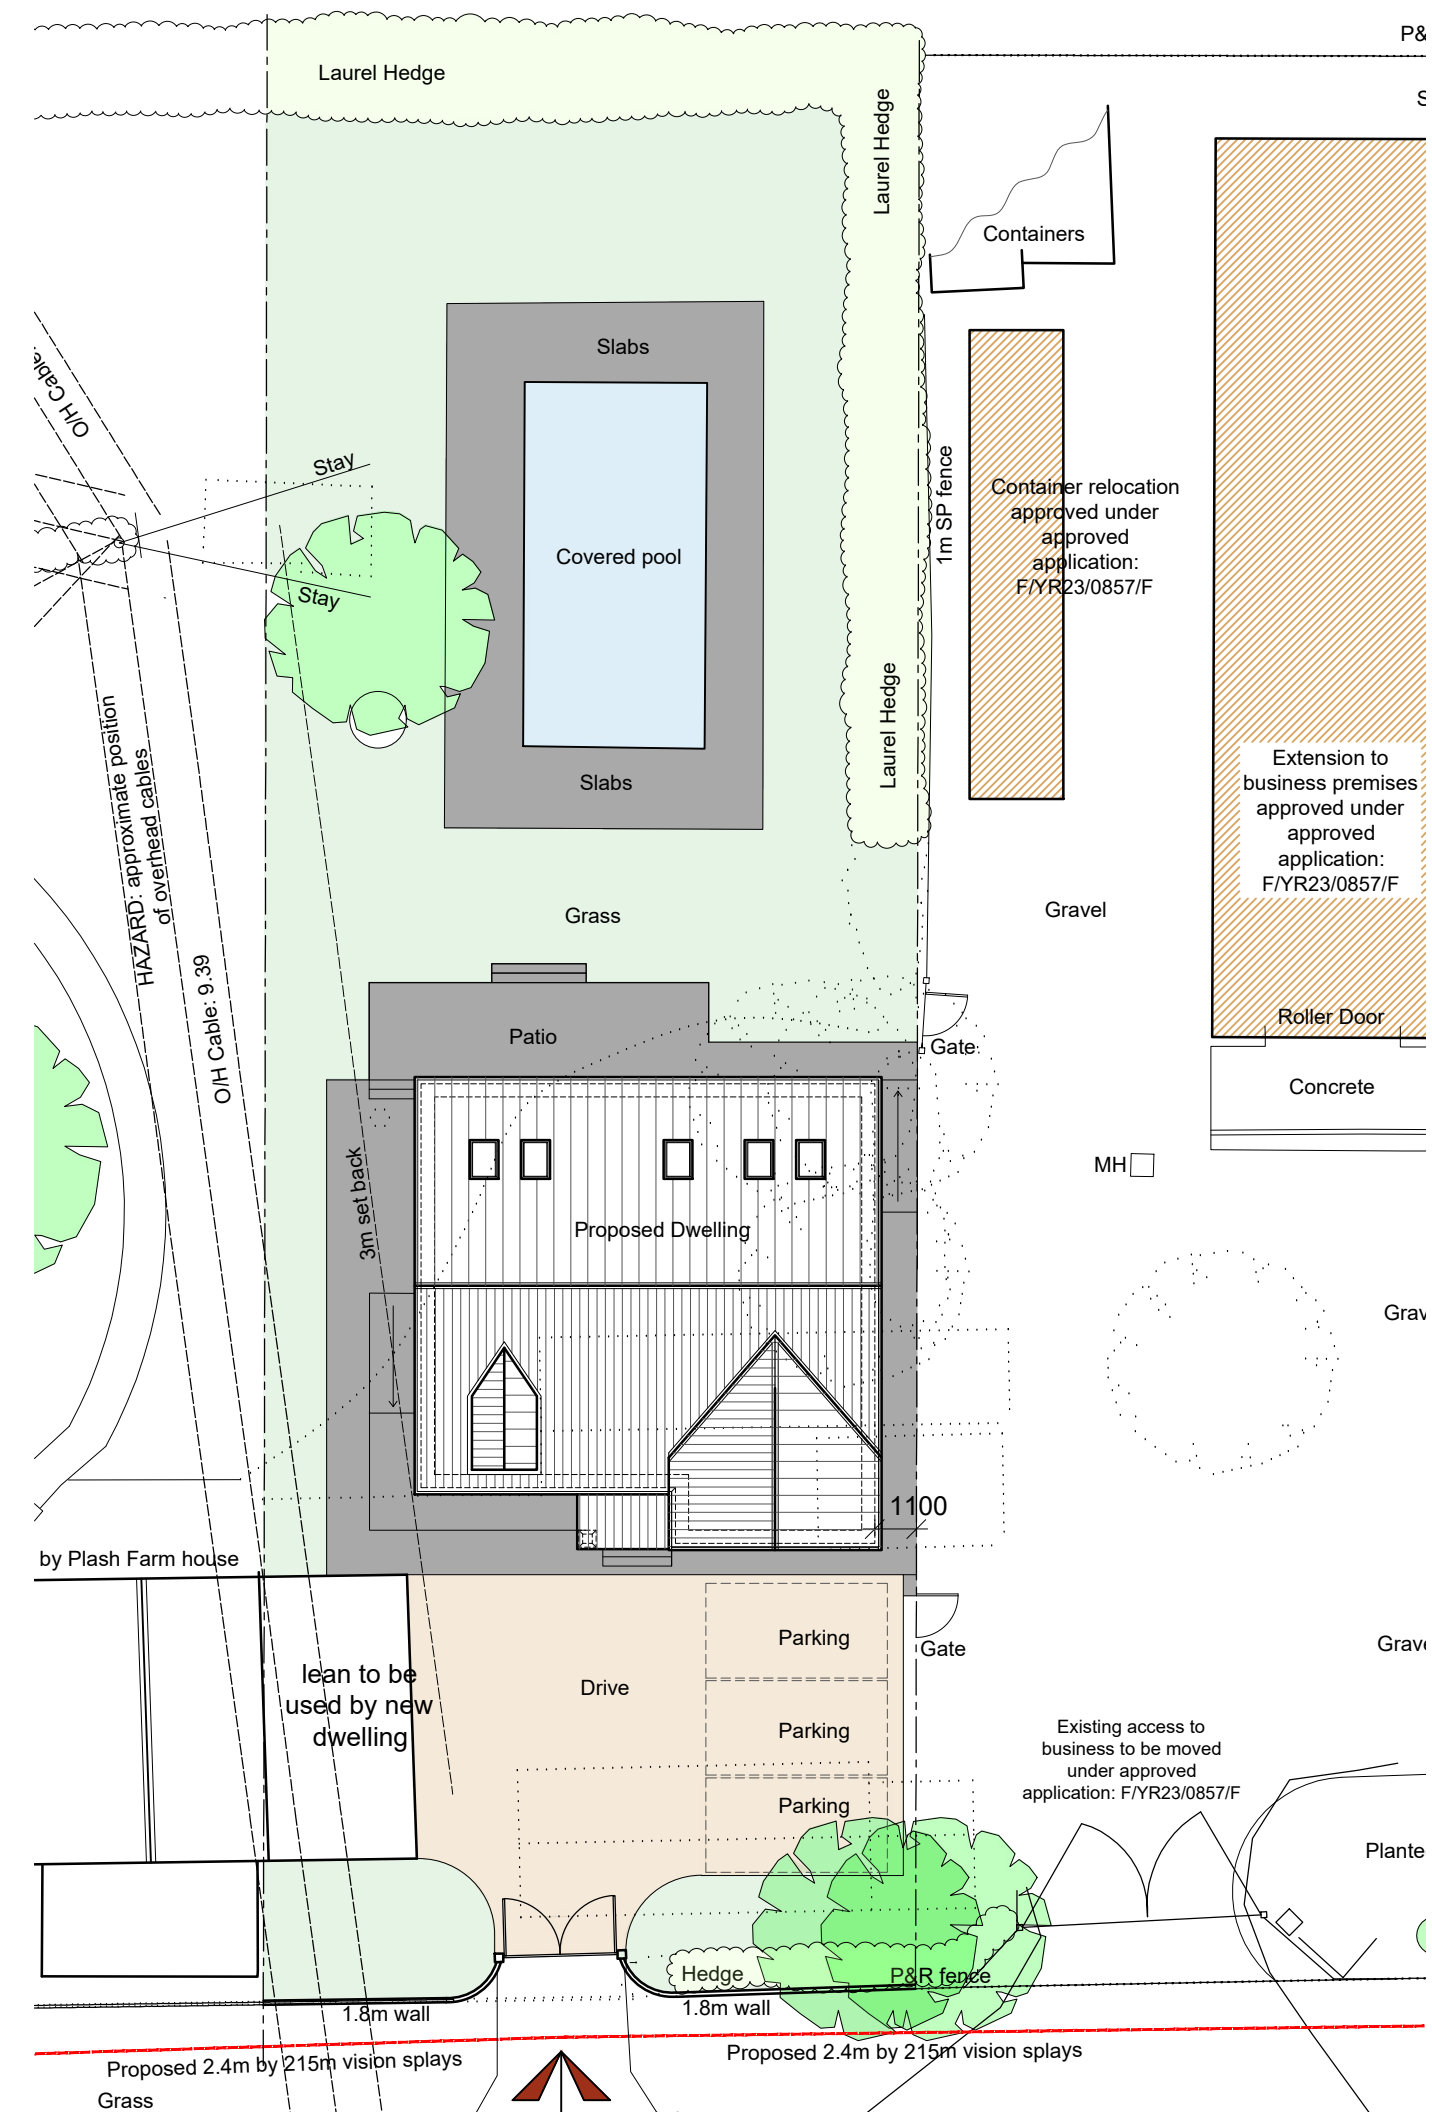 P&
Laurel Hedge
Laurel Hedge
Containers
Slabs
O/H Cable
Stay
Covered pool
Stay
1m SP fence
Container relocation
approved under
approved
application:
F/YR23/0857/F
Laurel Hedge
Slabs
Extension to
business premises
approved under
approved
application:
F/YR23/0857/F
HAZARD: approximate position
of overhead cables
O/H Cable: 9.39
Grass
Gravel
Roller Door
Patio
Gate
Concrete
MH
3m set back
Proposed Dwelling
Grav
1100
by Plash Farm house
Parking
Gate
Grave
lean to be
used by new
dwelling
Drive
Parking
Existing access to
business to be moved
under approved
application: F/YR23/0857/F
Parking
Plante
Hedge
P&R fence
1.8m wall
1.8m wall
Proposed 2.4m by 215m vision splays
Proposed 2.4m by 215m vision splays
Grass